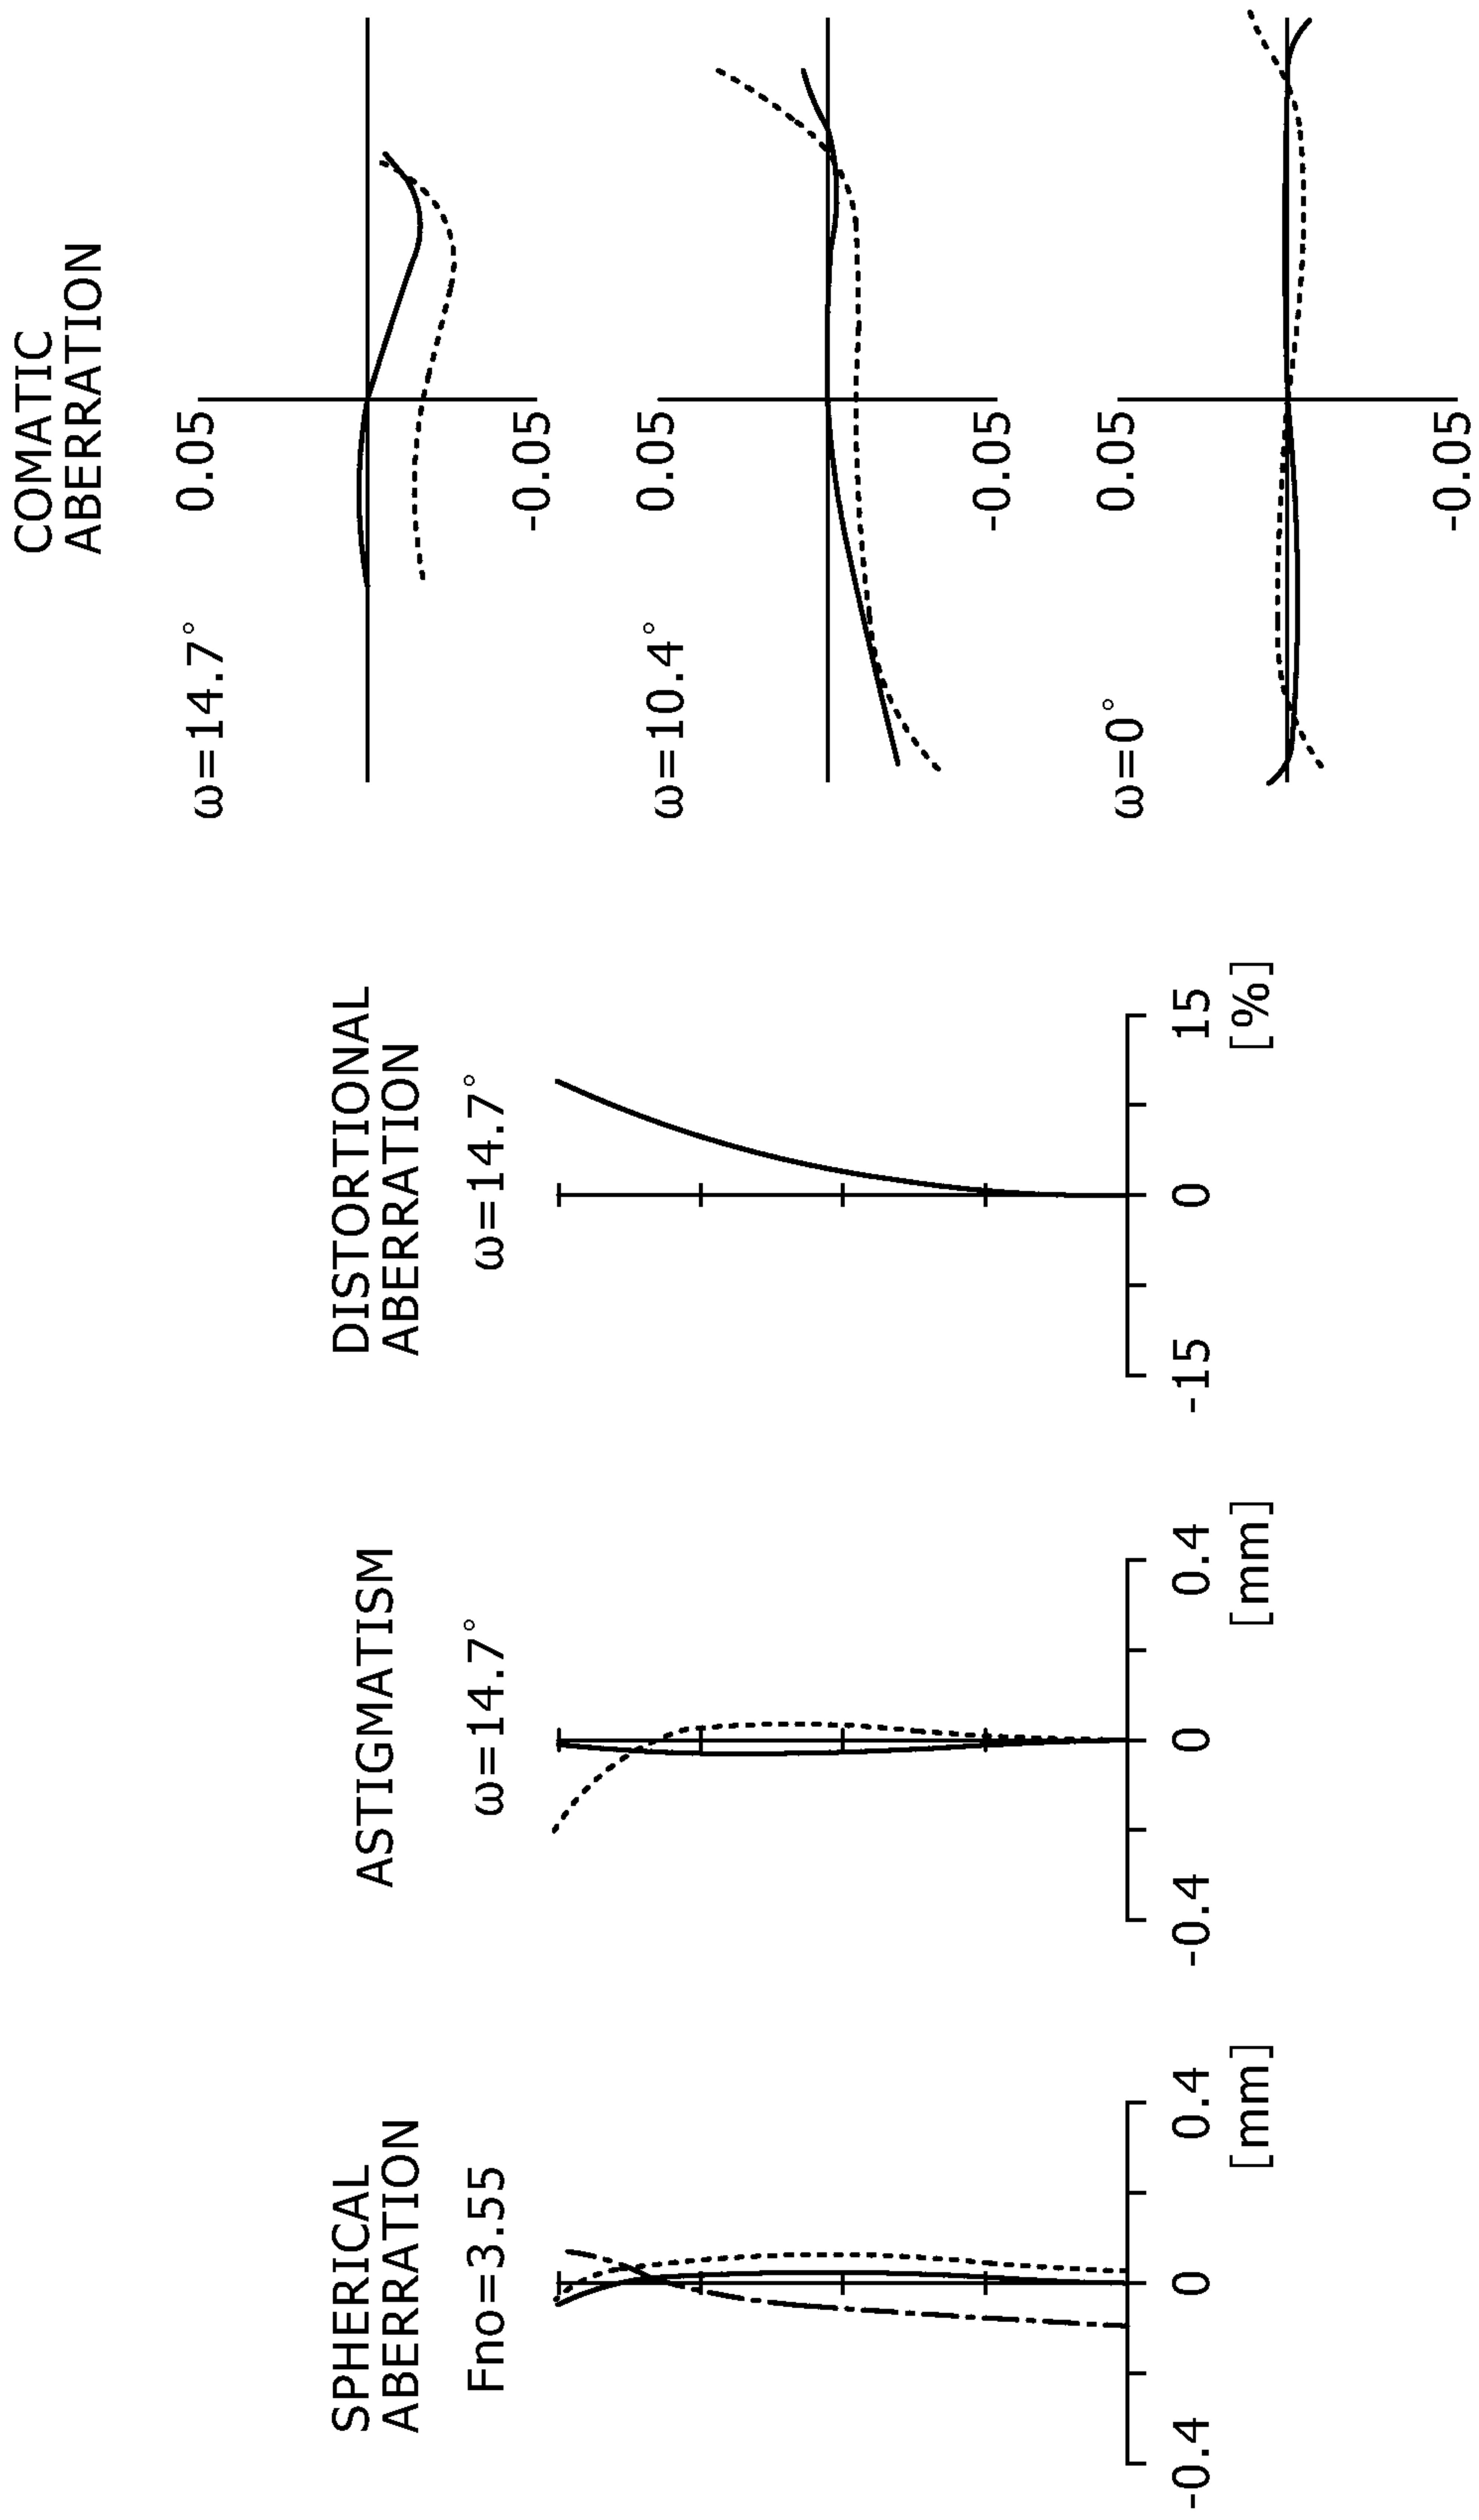 SPHERICAL
ABERRATION
Fno=3.55
-0.4
0
0.4
[mm]
ASTIGMATISM
ω=14.7°
-0.4
0
0.4
[mm]
DISTORTIONAL
ABERRATION
ω=14.7°
-15
0
15
[%]
COMATIC
ABERRATION
ω=14.7°
0.05
-0.05
ω=10.4°
0.05
-0.05
ω=0°
0.05
-0.05